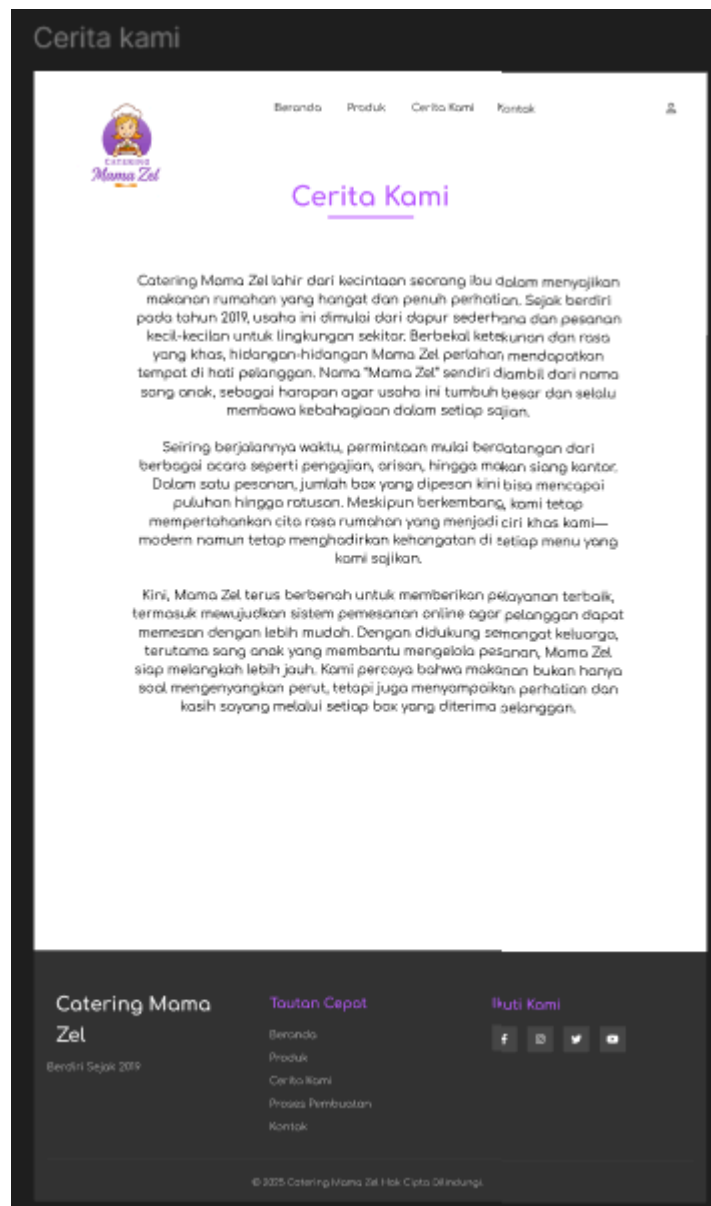 Cerita kami
Beranda Produk Cerita Kami Kontak
CATERING
Mama Zel
Cerita Kami
Catering Mama Zel lahir dari kecintaan seorang ibu dalam menyajikan
makanan rumahan yang hangat dan penuh perhatian. Sejak berdiri
pada tahun 2019, usaha ini dimulai dari dapur sederhana dan pesanan
kecil-kecilan untuk lingkungan sekitar. Berbekal ketekunan dan rasa
yang khas, hidangan-hidangan Mama Zel perlahan mendapatkan
tempat di hati pelanggan. Nama "Mama Zel" sendiri diambil dari nama
sang anak, sebagai harapan agar usaha ini tumbuh besar dan selalu
membawa kebahagiaan dalam setiap sajian.
Seiring berjalannya waktu, permintaan mulai berdatangan dari
berbagai acara seperti pengajian, arisan, hingga makan siang kantor.
Dalam satu pesanan, jumlah box yang dipesan kini bisa mencapai
puluhan hingga ratusan. Meskipun berkembang, kami tetap
mempertahankan cita rasa rumahan yang menjadi ciri khas kami—
modern namun tetap menghadirkan kehangatan di setiap menu yang
kami sajikan.
Kini, Mama Zel terus berbenah untuk memberikan pelayanan terbaik,
termasuk mewujudkan sistem pemesanan online agar pelanggan dapat
memesan dengan lebih mudah. Dengan didukung semangat keluarga,
terutama sang anak yang membantu mengelola pesanan, Mama Zel
siap melangkah lebih jauh. Kami percaya bahwa makanan bukan hanya
soal mengenyangkan perut, tetapi juga menyampaikan perhatian dan
kasih sayang melalui setiap box yang diterima pelanggan.
Catering Mama
Zel
Berdiri Sejak 2019
Tautan Cepat
Beranda
Produk
Cerita Kami
Proses Pembuatan
Kontak
Ikuti Kami
© 2025 Catering Mama Zel Hak Cipta Dilindungi.